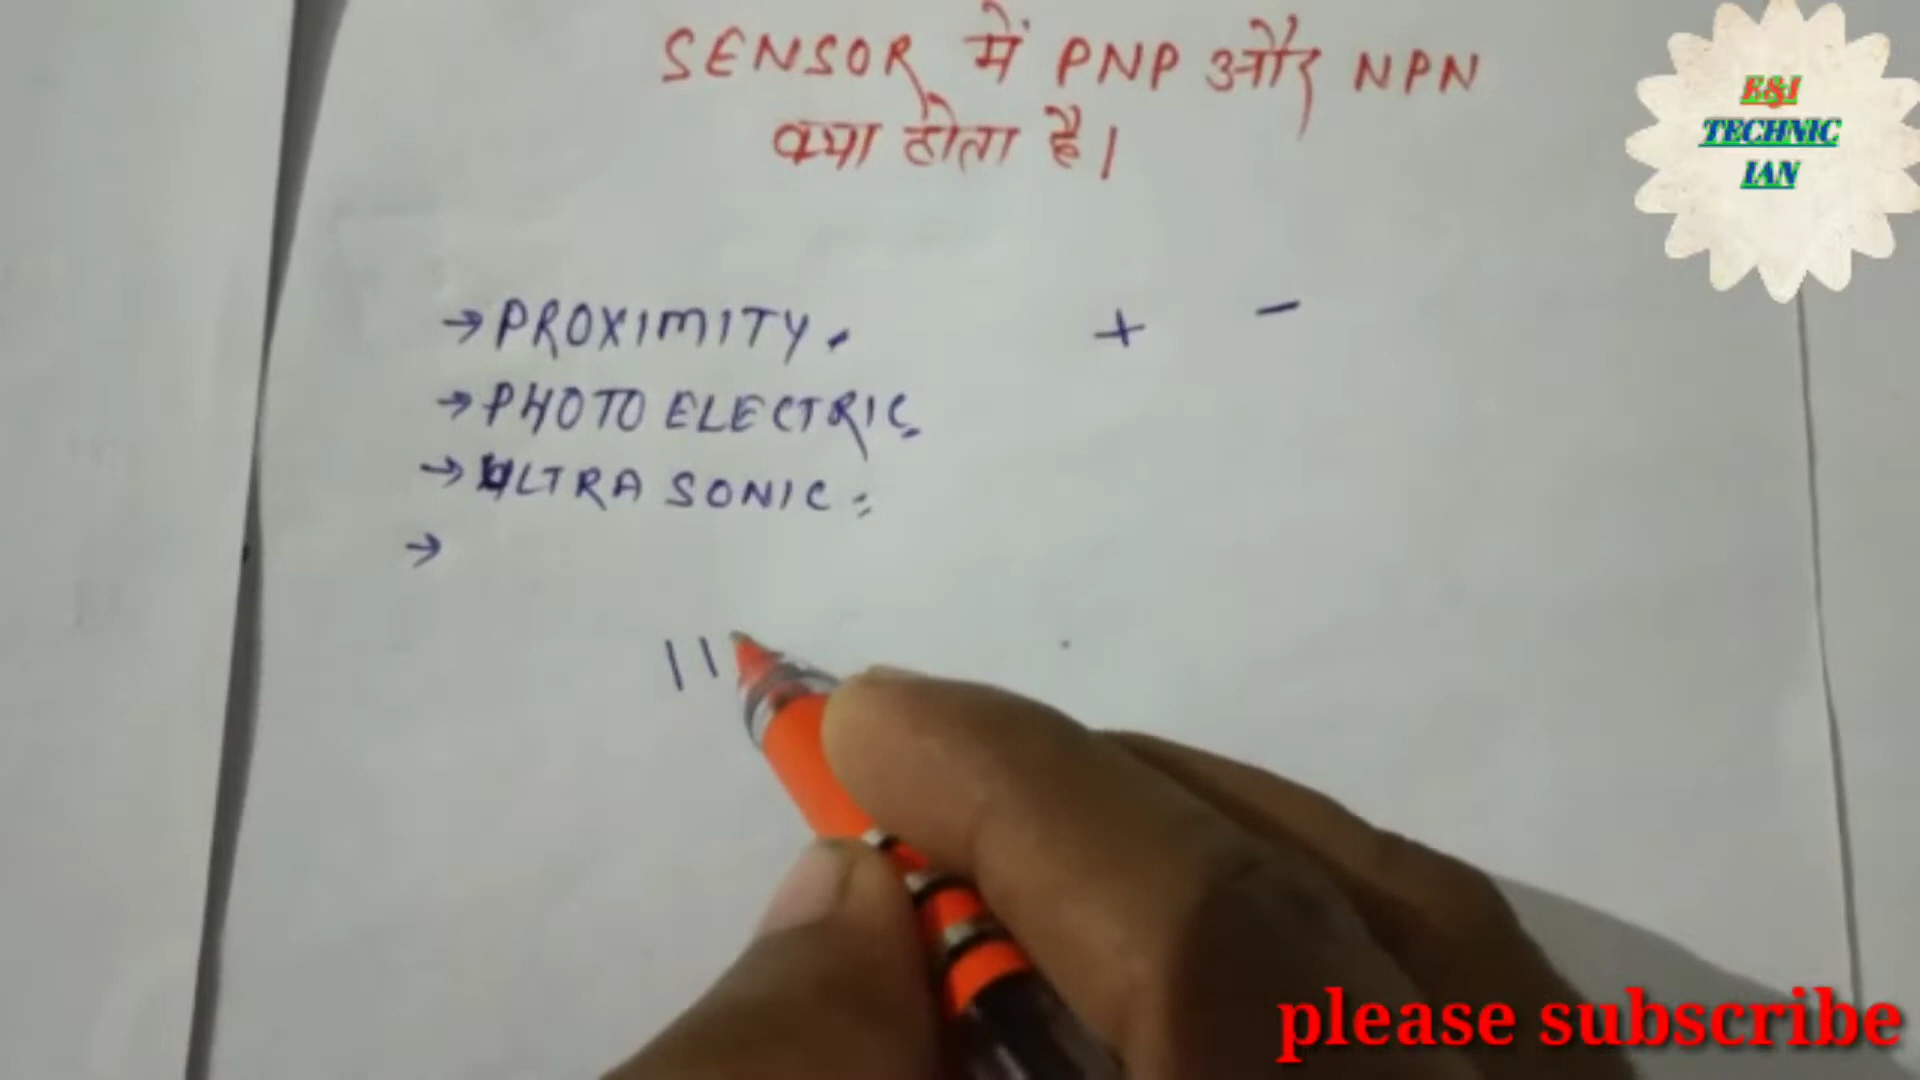 SENSOR में PNP और NPN
क्या होता है।
→ PROXIMITY.
+ -
→ PHOTO ELECTRIC
→ ULTRA SONIC :
→
E&I
TECHNIC
IAN
please subscribe